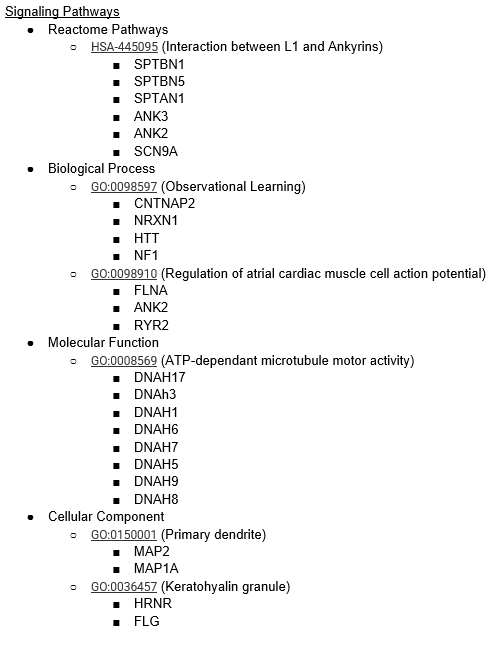 Signaling Pathways
● Reactome Pathways
○ HSA-445095 (Interaction between L1 and Ankyrins)
■ SPTBN1
■ SPTBN5
■ SPTAN1
■ ANK3
■ ANK2
■ SCN9A
● Biological Process
○ GO:0098597 (Observational Learning)
■ CNTNAP2
■ NRXN1
■ HTT
■ NF1
○ GO:0098910 (Regulation of atrial cardiac muscle cell action potential)
■ FLNA
■ ANK2
■ RYR2
● Molecular Function
○ GO:0008569 (ATP-dependant microtubule motor activity)
■ DNAH17
■ DNAh3
■ DNAH1
■ DNAH6
■ DNAH7
■ DNAH5
■ DNAH9
■ DNAH8
● Cellular Component
○ GO:0150001 (Primary dendrite)
■ MAP2
■ MAP1A
○ GO:0036457 (Keratohyalin granule)
■ HRNR
■ FLG